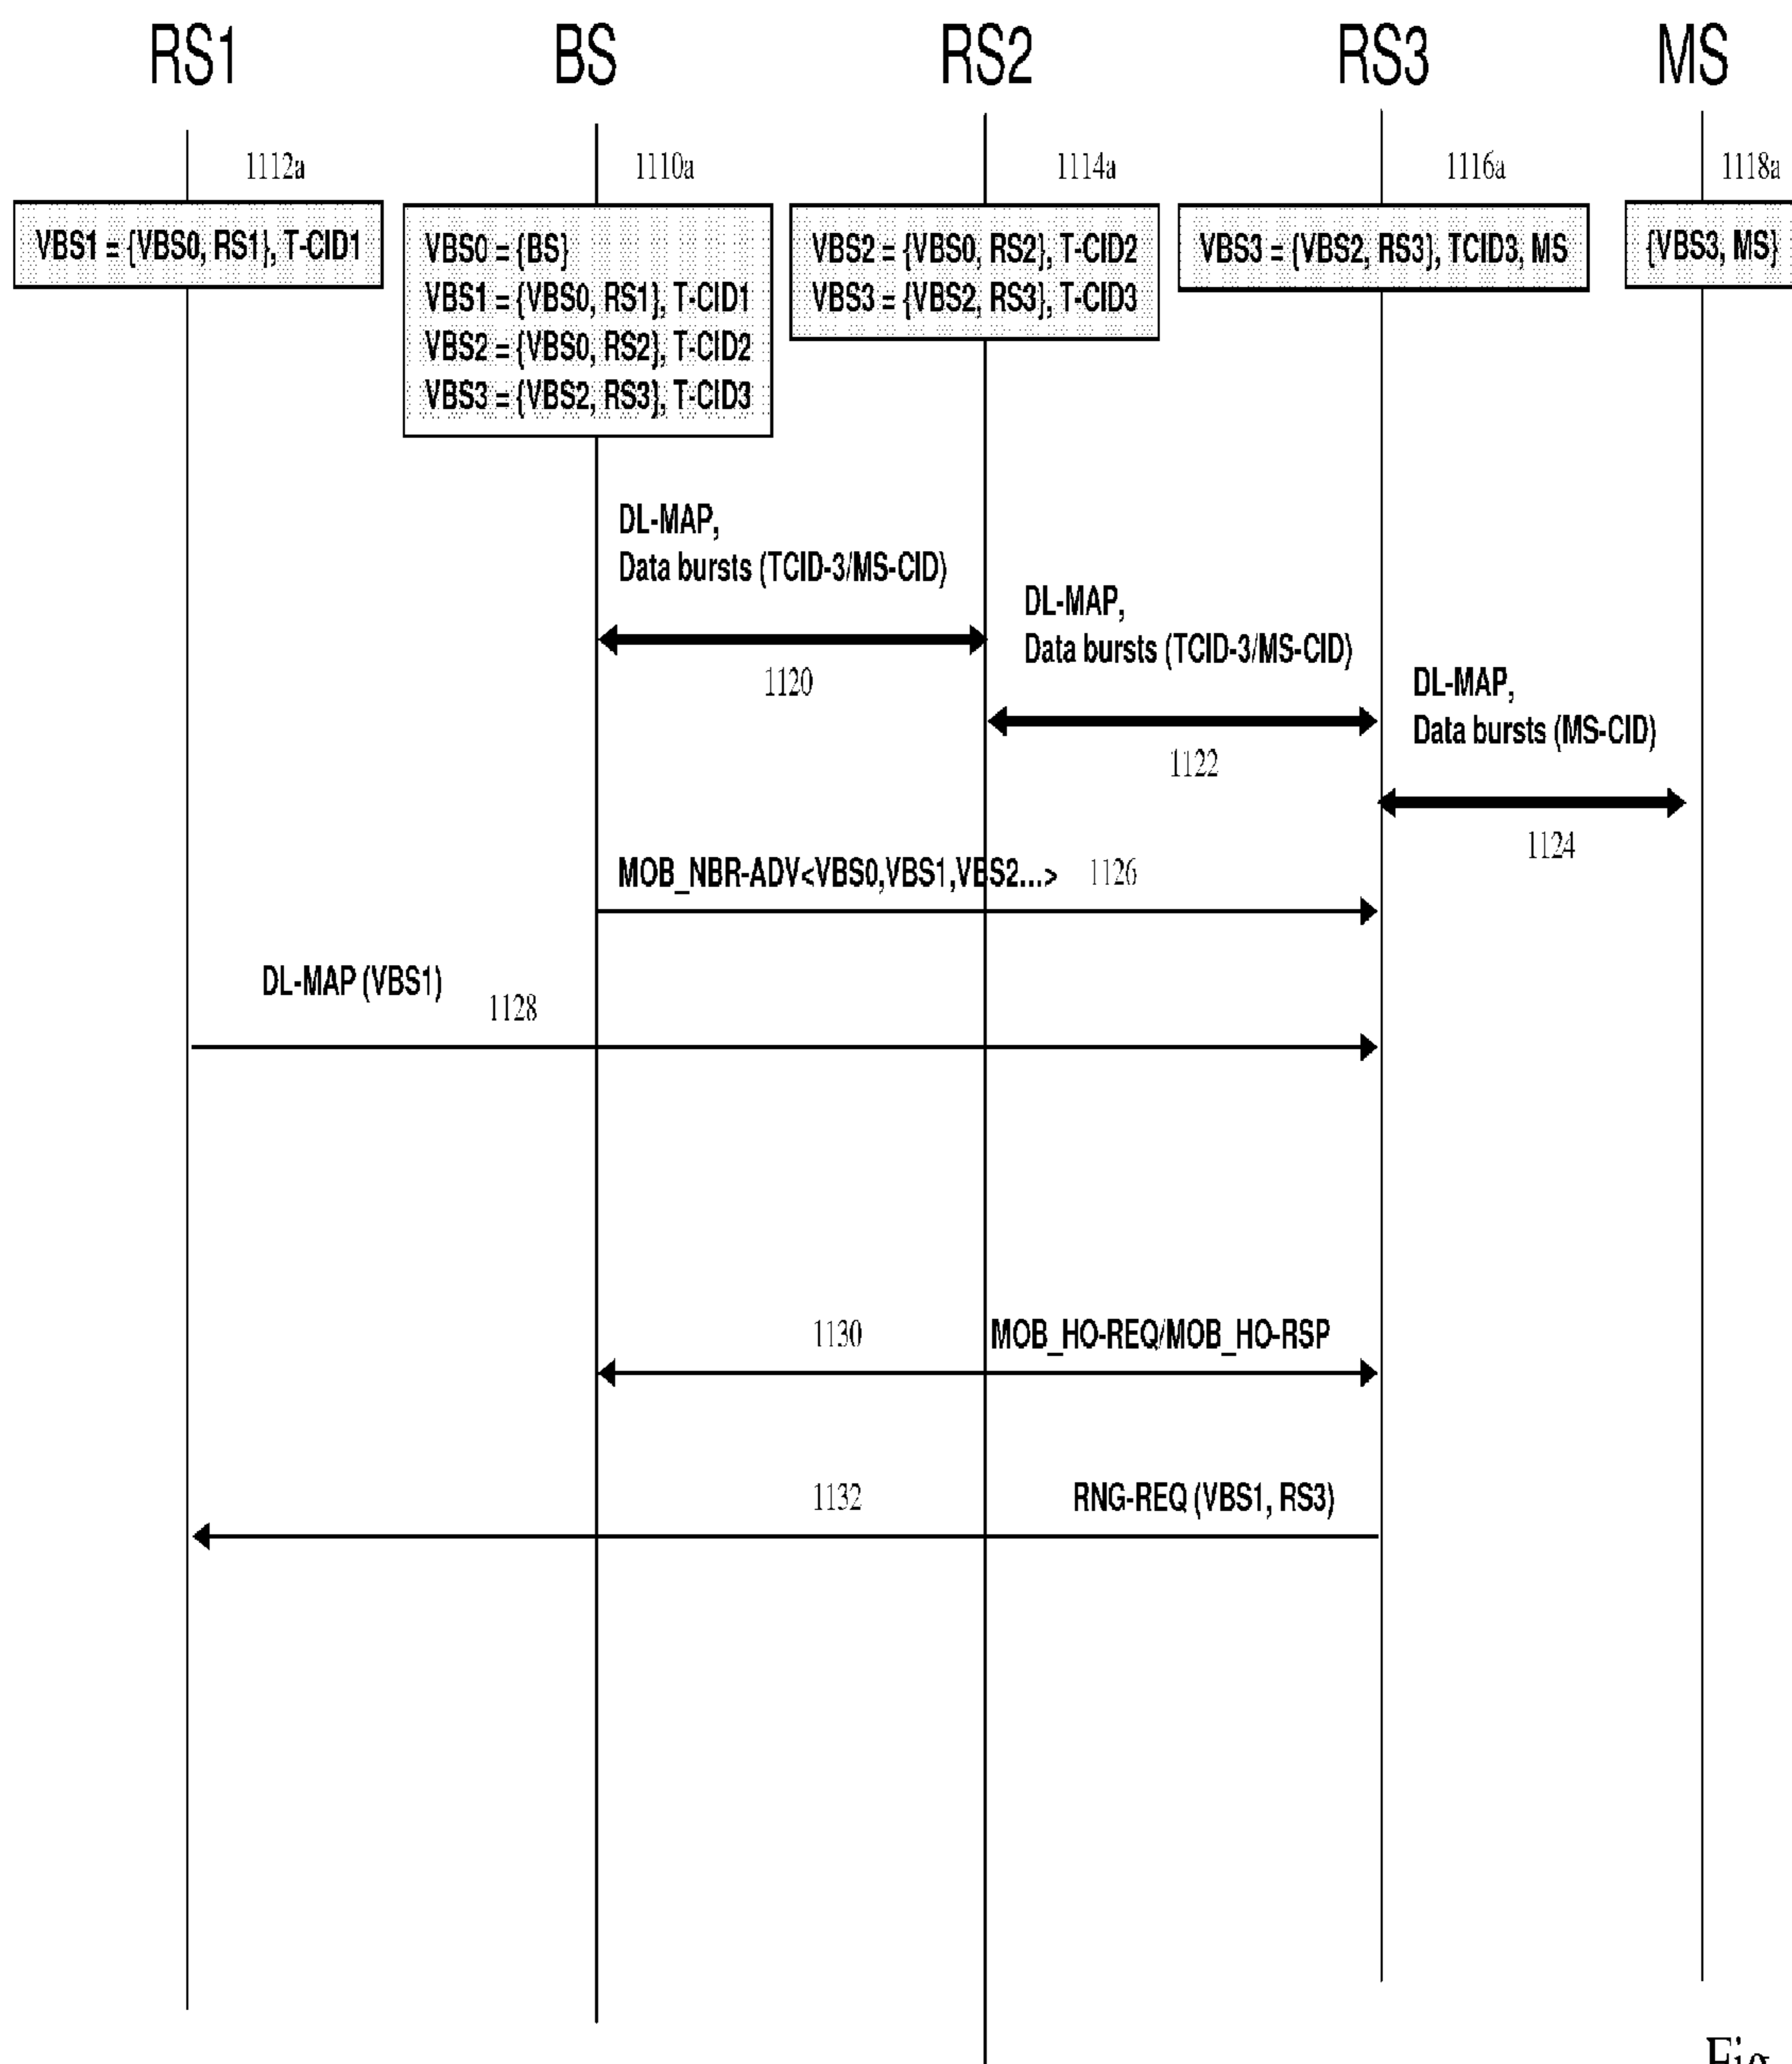 RS1 BS RS2 RS3 MS
1112a 1110a 1114a 1116a 1118a
VBS1 = {VBS0, RS1}, T-CID1
VBS0 = {BS}
VBS1 = {VBS0, RS1}, T-CID1
VBS2 = {VBS0, RS2}, T-CID2
VBS3 = {VBS2, RS3}, T-CID3
VBS2 = {VBS0, RS2}, T-CID2
VBS3 = {VBS2, RS3}, T-CID3
VBS3 = {VBS2, RS3}, TCID3, MS
{VBS3, MS}
DL-MAP,
Data bursts (TCID-3/MS-CID)
1120
DL-MAP,
Data bursts (TCID-3/MS-CID)
1122
DL-MAP,
Data bursts (MS-CID)
1124
MOB_NBR-ADV<VBS0,VBS1,VBS2...> 1126
DL-MAP (VBS1)
1128
1130 MOB_HO-REQ/MOB_HO-RSP
1132 RNG-REQ (VBS1, RS3)
Fig